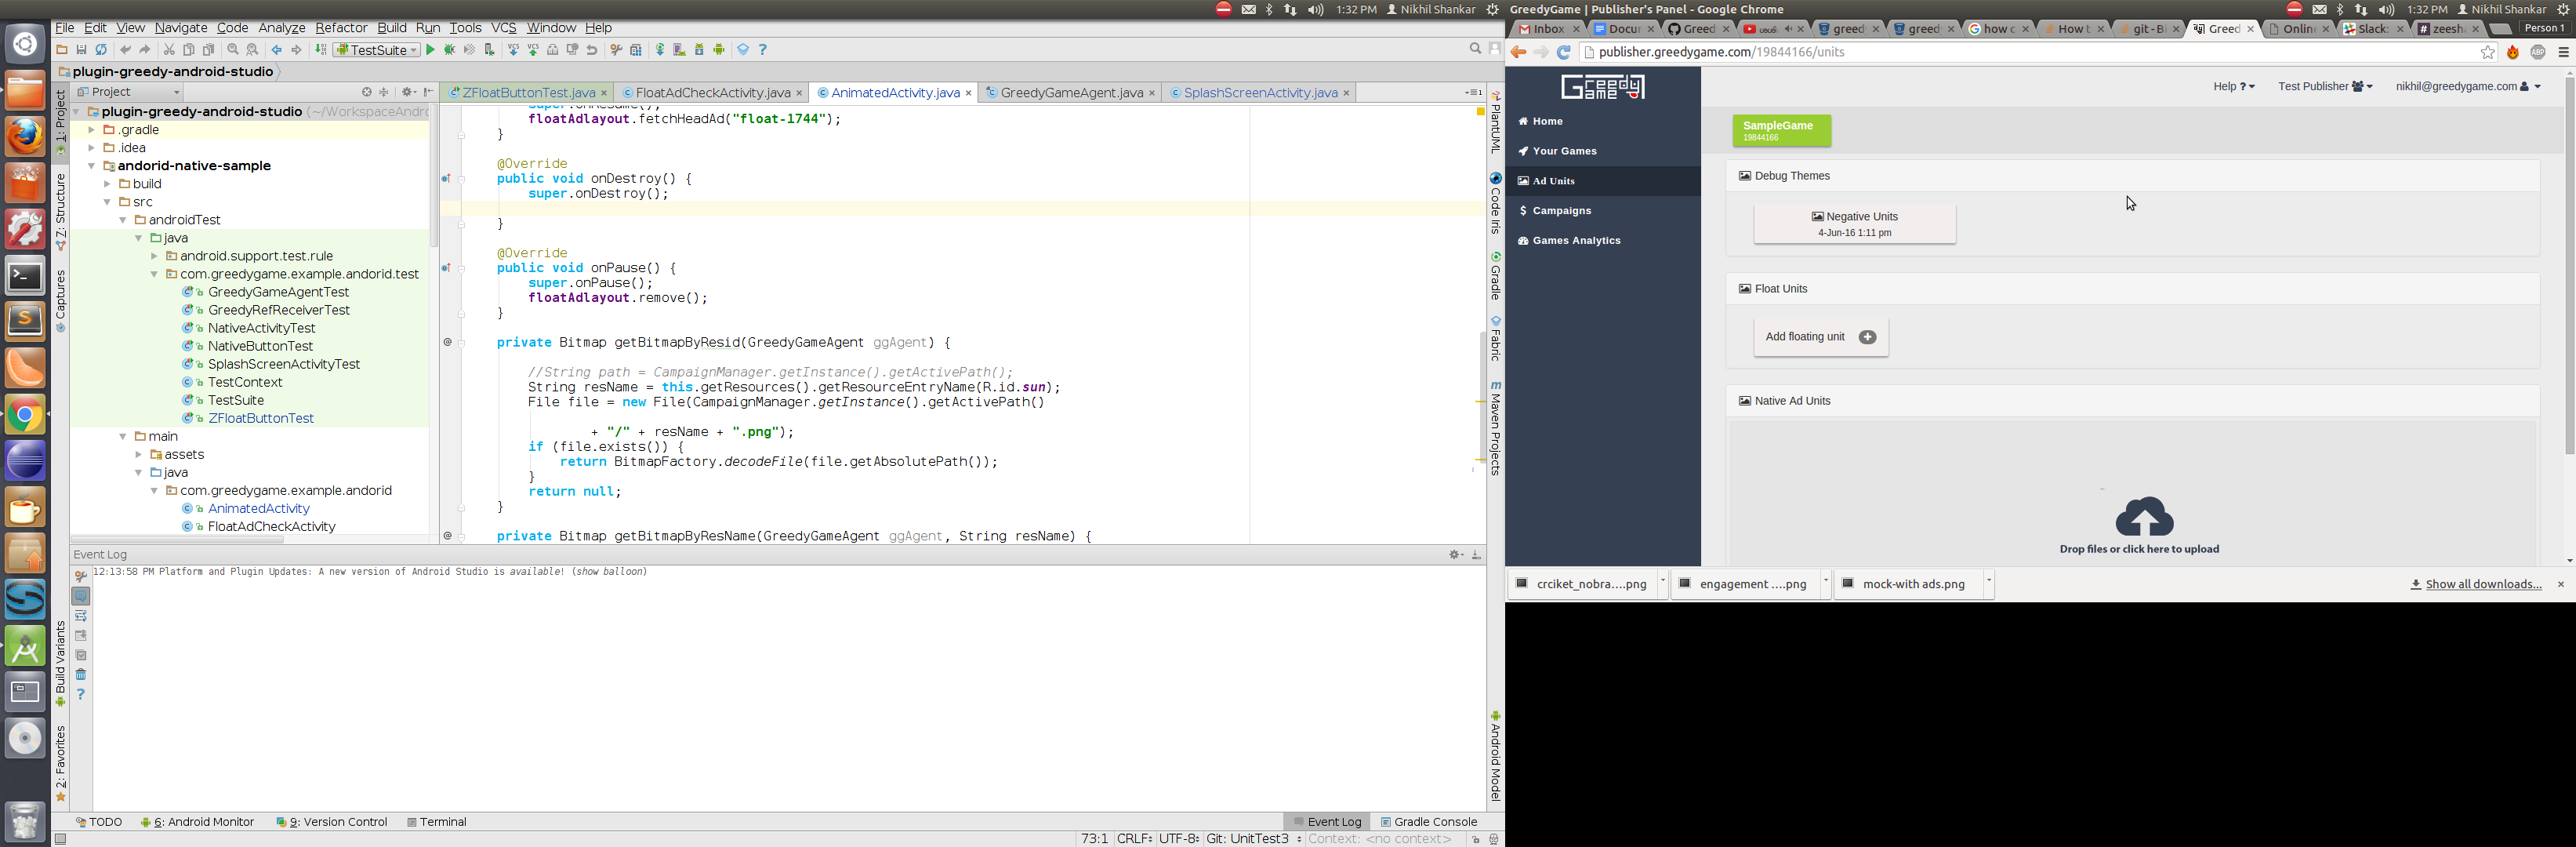 1:32 PM Nikhil Shankar
GreedyGame | Publisher's Panel - Google Chrome
1:32 PM Nikhil Shankar
File Edit View Navigate Code Analyze Refactor Build Run Tools VCS Window Help
TestSuite
plugin-greedy-android-studio
Project
ZFloatButtonTest.java
FloatAdCheckActivity.java
AnimatedActivity.java
GreedyGameAgent.java
SplashScreenActivity.java
1: Project
Z: Structure
Captures
Build Variants
2: Favorites
plugin-greedy-android-studio (~/WorkspaceAndro
.gradle
.idea
andorid-native-sample
build
src
androidTest
java
android.support.test.rule
com.greedygame.example.andorid.test
GreedyGameAgentTest
GreedyRefReceiverTest
NativeActivityTest
NativeButtonTest
SplashScreenActivityTest
TestContext
TestSuite
ZFloatButtonTest
main
assets
java
com.greedygame.example.andorid
AnimatedActivity
FloatAdCheckActivity
super.onResume();
floatAdlayout.fetchHeadAd("float-1744");
}
@Override
public void onDestroy() {
super.onDestroy();
}
@Override
public void onPause() {
super.onPause();
floatAdlayout.remove();
}
private Bitmap getBitmapByResid(GreedyGameAgent ggAgent) {
//String path = CampaignManager.getInstance().getActivePath();
String resName = this.getResources().getResourceEntryName(R.id.sun);
File file = new File(CampaignManager.getInstance().getActivePath()
+ "/" + resName + ".png");
if (file.exists()) {
return BitmapFactory.decodeFile(file.getAbsolutePath());
}
return null;
}
private Bitmap getBitmapByResName(GreedyGameAgent ggAgent, String resName) {
PlantUML
Code Iris
Gradle
Fabric
Maven Projects
Android Model
Event Log
12:13:58 PM Platform and Plugin Updates: A new version of Android Studio is available! (show balloon)
TODO
6: Android Monitor
9: Version Control
Terminal
Event Log
Gradle Console
73:1 CRLF UTF-8 Git: UnitTest3 Context: <no context>
Inbox
Docu
Greed
greed
greed
how c
How t
git - Bi
Greed
Onlin
Slack:
zeesh
Person 1
publisher.greedygame.com/19844166/units
ABP
Greedy
Game
Home
Your Games
Ad Units
Campaigns
Games Analytics
Help ?
Test Publisher
nikhil@greedygame.com
SampleGame
19844166
Debug Themes
Negative Units
4-Jun-16 1:11 pm
Float Units
Add floating unit
Native Ad Units
Drop files or click here to upload
crciket_nobra....png
engagement ....png
mock-with ads.png
Show all downloads...